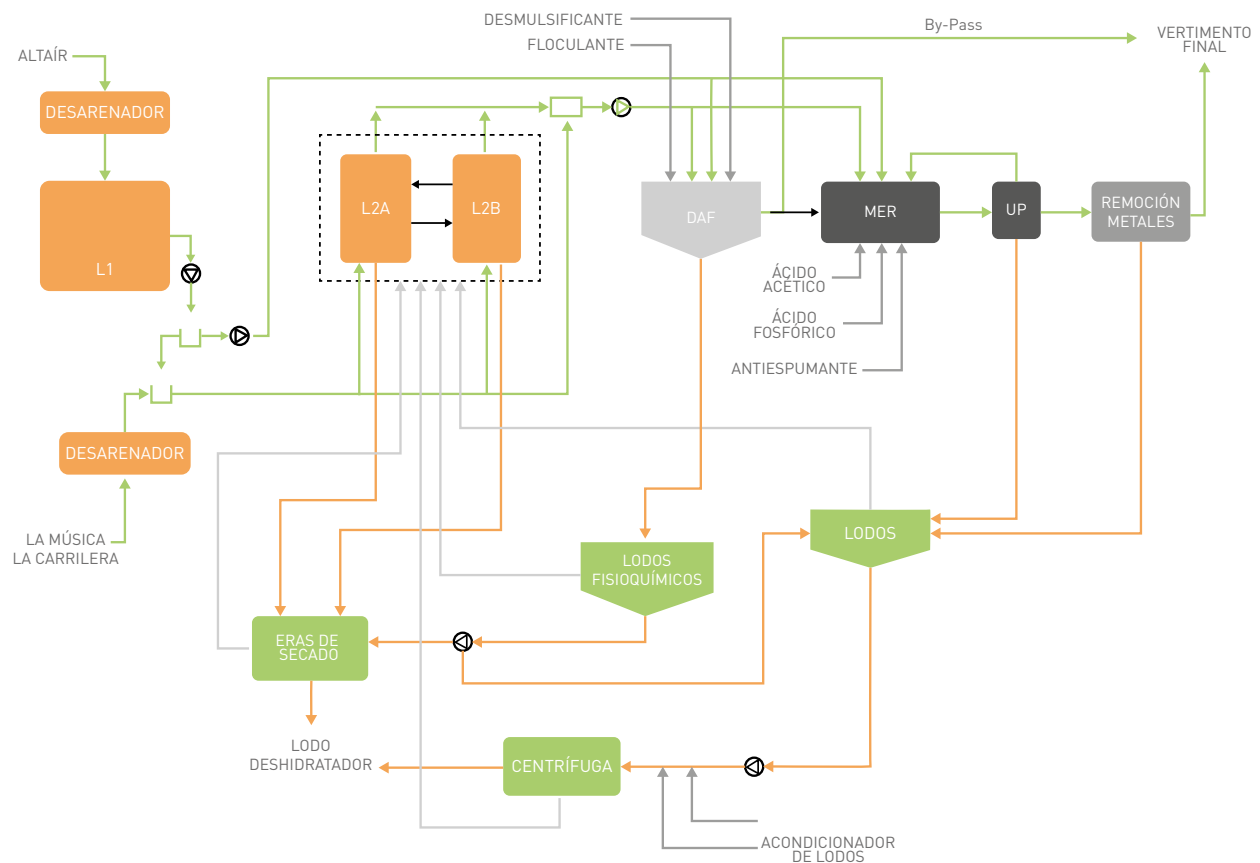 DESMULSIFICANTE
FLOCULANTE
By-Pass
VERTIMENTO
FINAL
ALTAÍR
DESARENADOR
L1
L2A
L2B
DAF
MER
UP
REMOCIÓN
METALES
ÁCIDO
ACÉTICO
ÁCIDO
FOSFÓRICO
ANTIESPUMANTE
DESARENADOR
LA MÚSICA
LA CARRILERA
LODOS
FISIOQUÍMICOS
LODOS
ERAS DE
SECADO
LODO
DESHIDRATADOR
CENTRÍFUGA
ACONDICIONADOR
DE LODOS